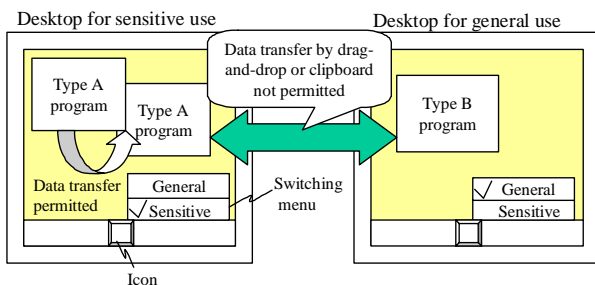 Desktop for sensitive use
Desktop for general use
Data transfer by drag-
and-drop or clipboard
not permitted
Type A
program
Type A
program
Type B
program
Data transfer
permitted
General
Sensitive
Switching
menu
General
Sensitive
Icon